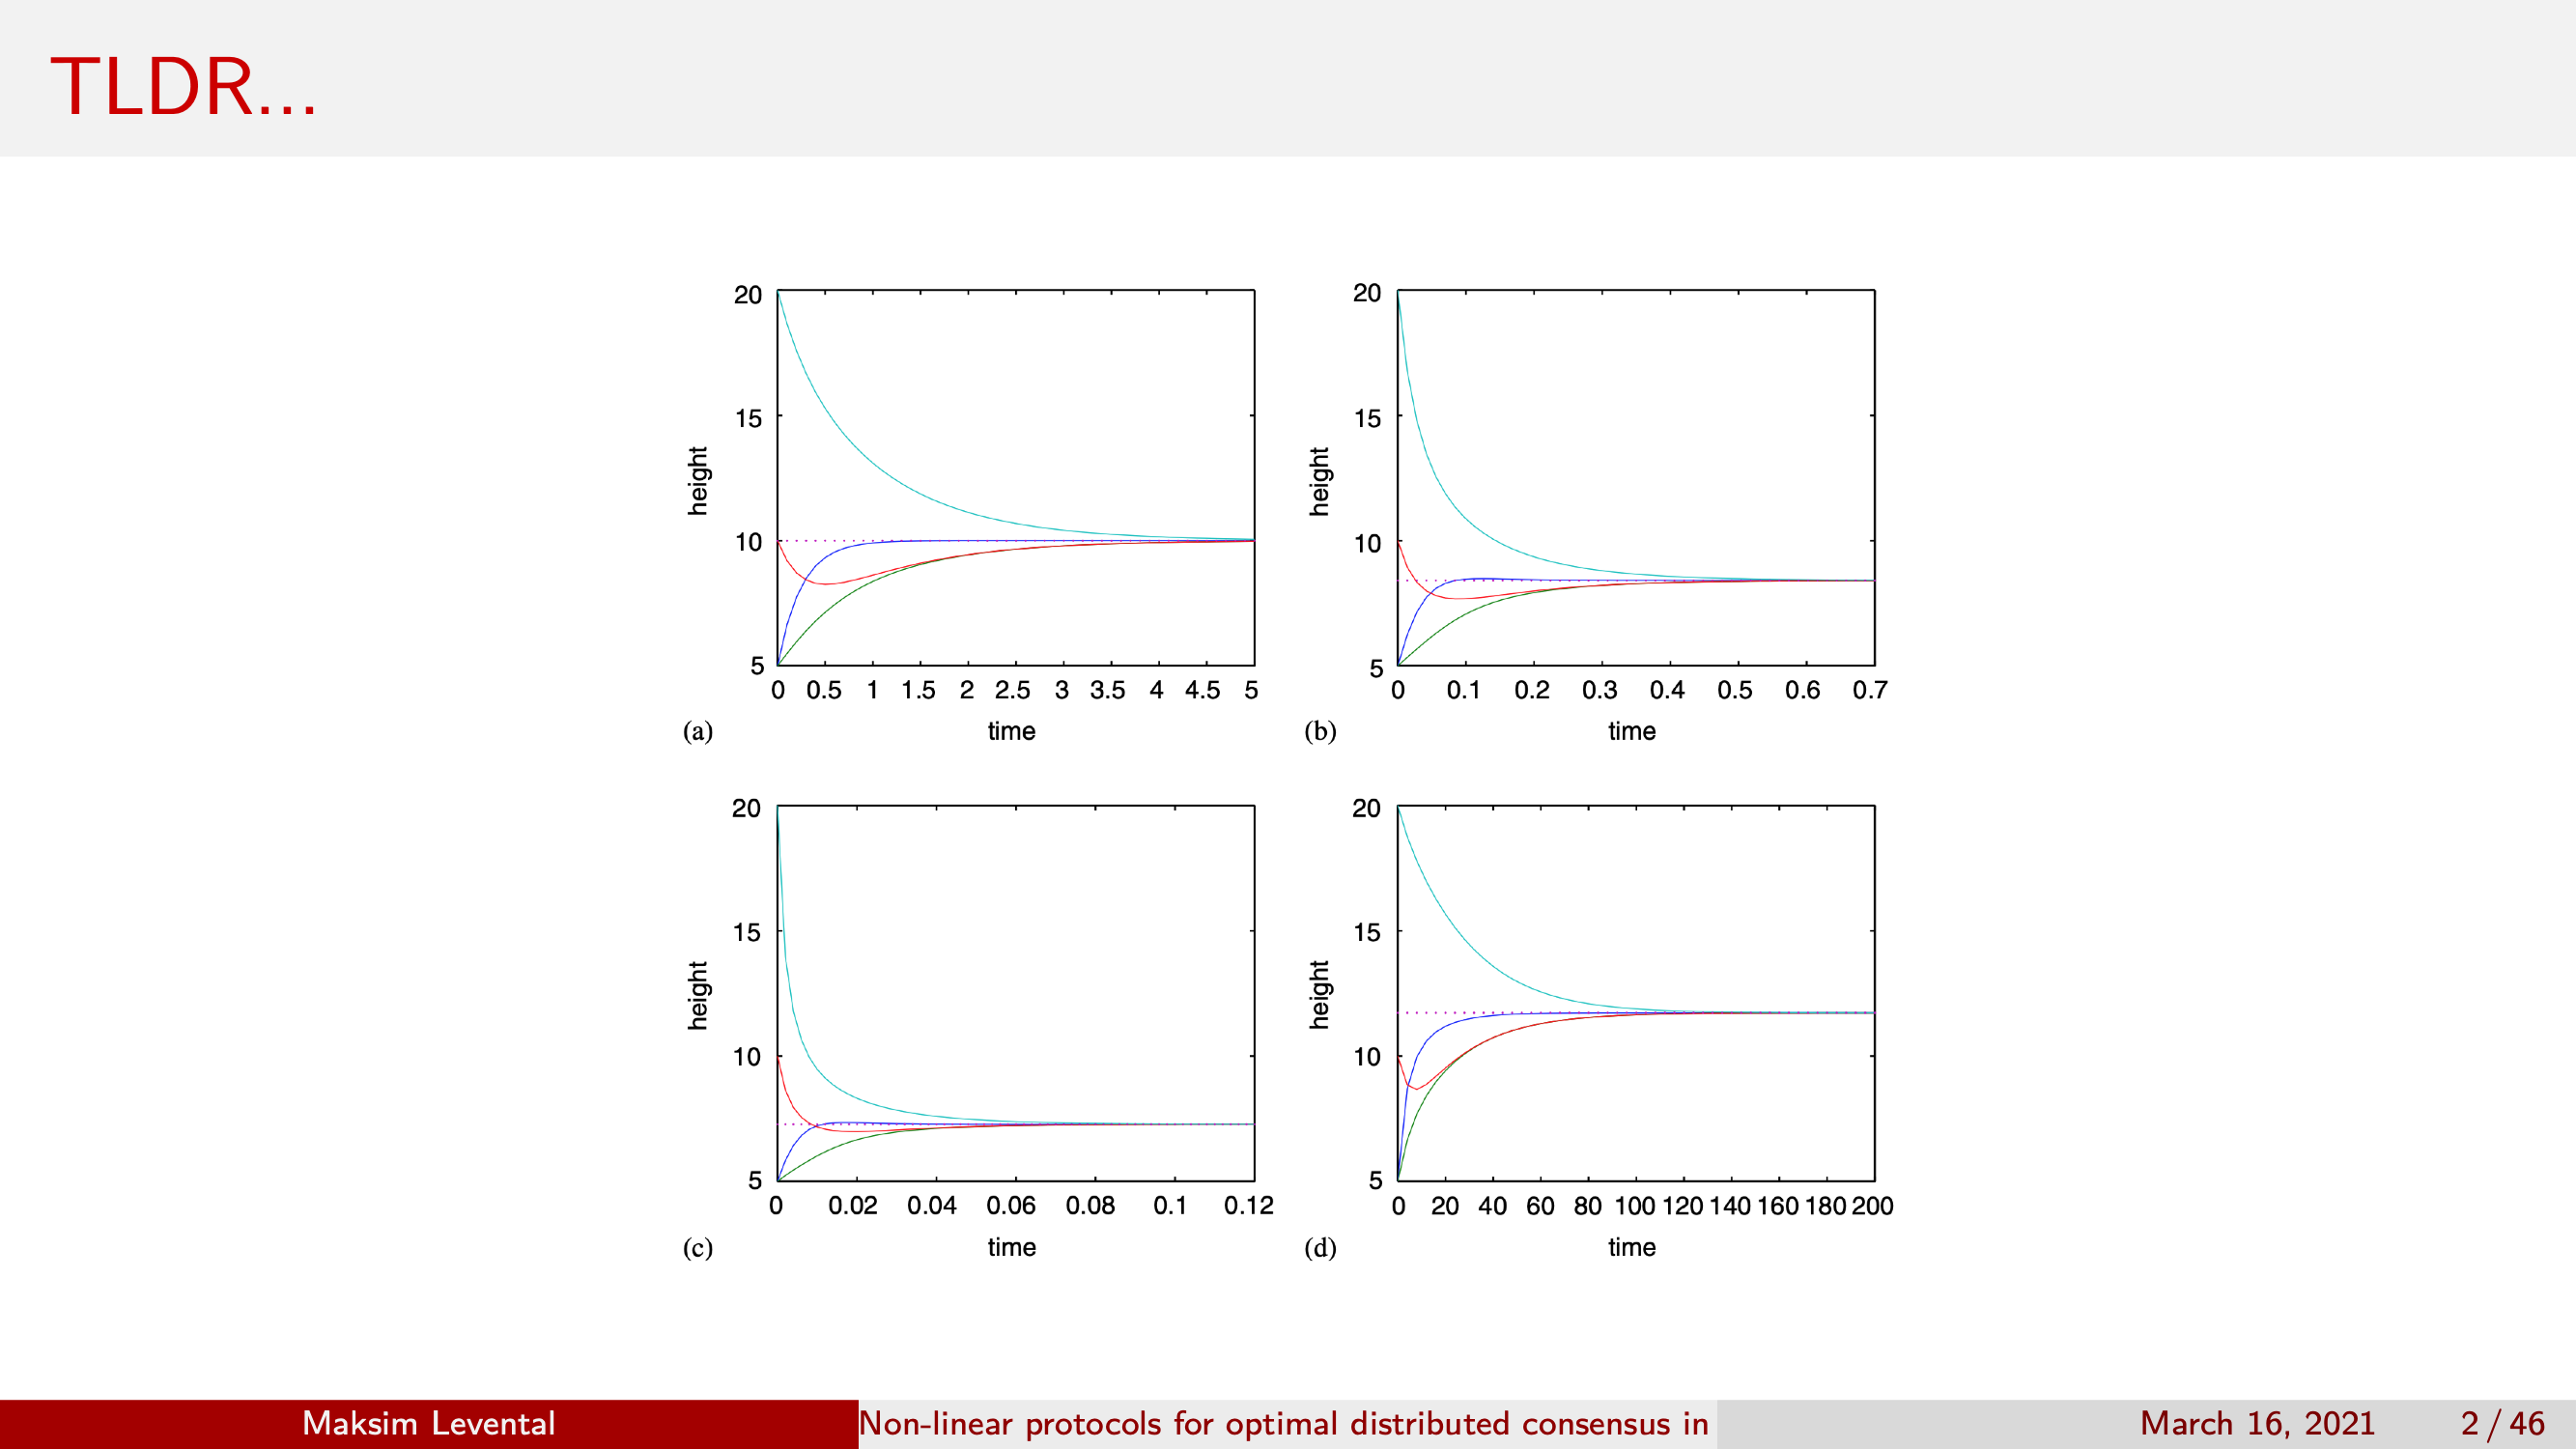 TLDR...
20
15
10
5
height
0 0.5 1 1.5 2 2.5 3 3.5 4 4.5 5
(a) time
20
15
10
5
height
0 0.1 0.2 0.3 0.4 0.5 0.6 0.7
(b) time
20
15
10
5
height
0 0.02 0.04 0.06 0.08 0.1 0.12
(c) time
20
15
10
5
height
0 20 40 60 80 100 120 140 160 180 200
(d) time
Maksim Levental Non-linear protocols for optimal distributed consensus in March 16, 2021 2 / 46